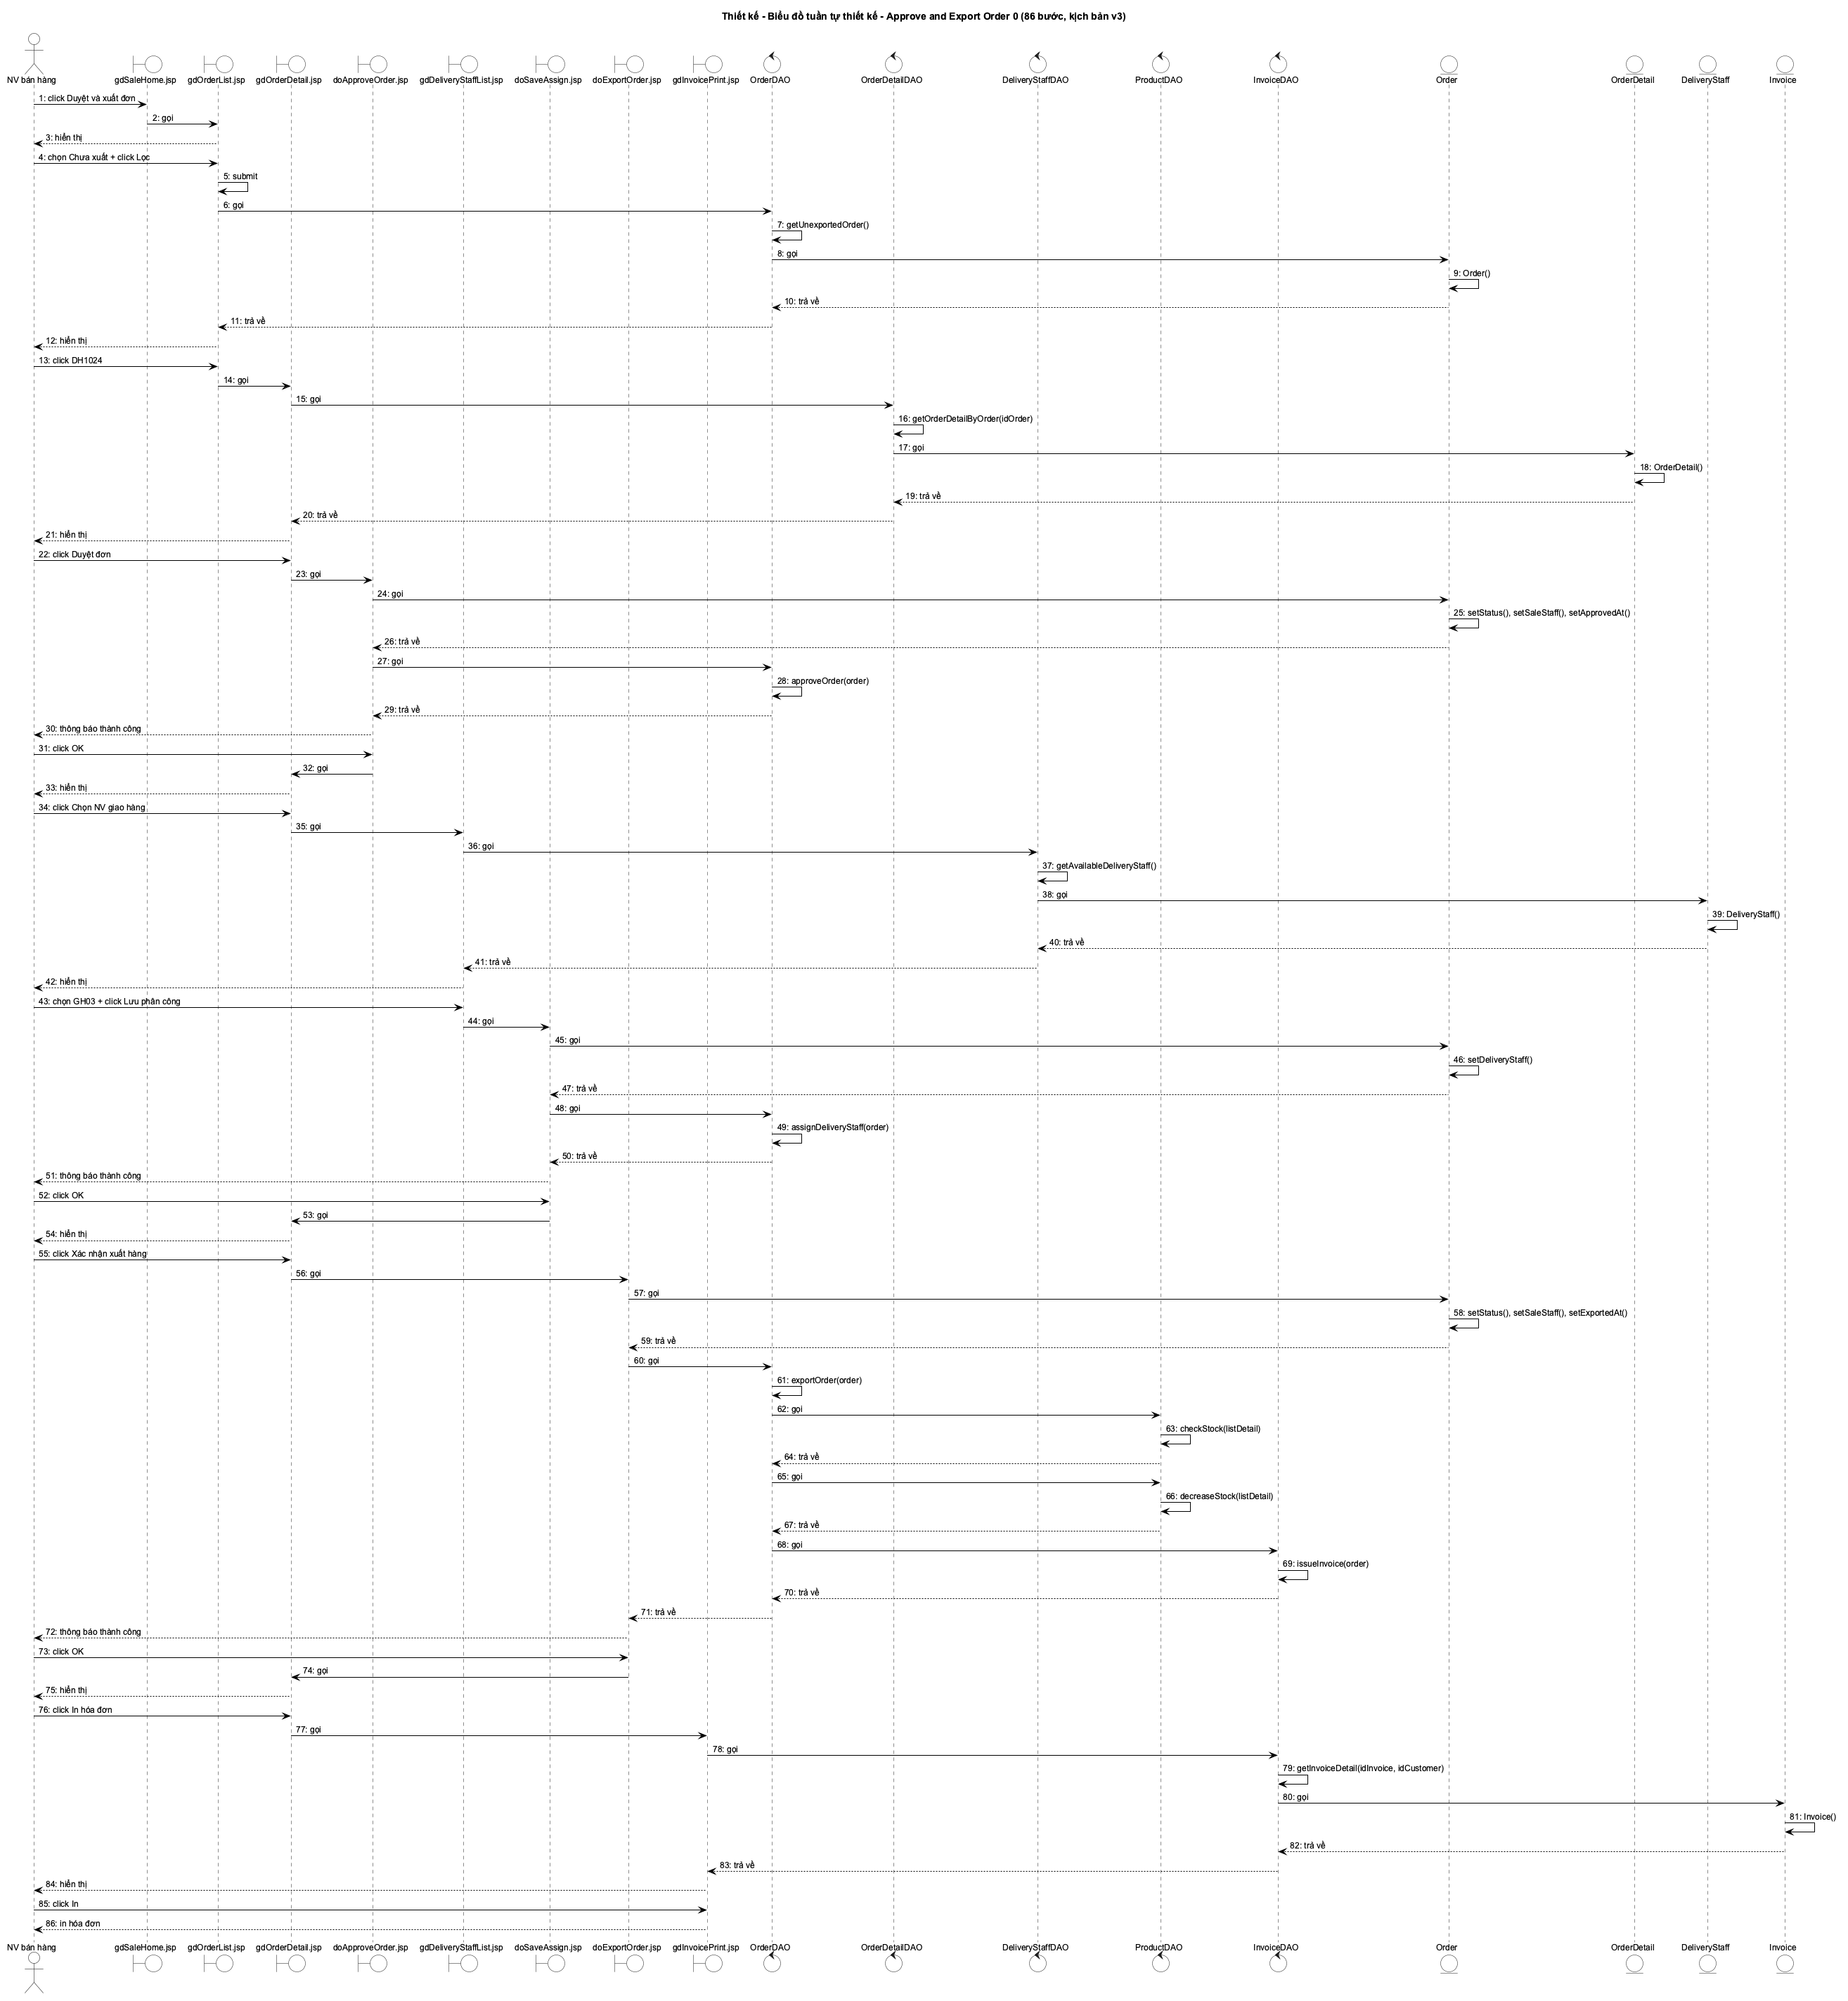 Thiết kế - Biểu đồ tuần tự thiết kế - Approve and Export Order 0 (86 bước, kịch bản v3)
NV bán hàng
gdSaleHome.jsp
gdOrderList.jsp
gdOrderDetail.jsp
doApproveOrder.jsp
gdDeliveryStaffList.jsp
doSaveAssign.jsp
doExportOrder.jsp
gdInvoicePrint.jsp
OrderDAO
OrderDetailDAO
DeliveryStaffDAO
ProductDAO
InvoiceDAO
Order
OrderDetail
DeliveryStaff
Invoice
1: click Duyệt và xuất đơn
2: gọi
3: hiển thị
4: chọn Chưa xuất + click Lọc
5: submit
6: gọi
7: getUnexportedOrder()
8: gọi
9: Order()
10: trả về
11: trả về
12: hiển thị
13: click DH1024
14: gọi
15: gọi
16: getOrderDetailByOrder(idOrder)
17: gọi
18: OrderDetail()
19: trả về
20: trả về
21: hiển thị
22: click Duyệt đơn
23: gọi
24: gọi
25: setStatus(), setSaleStaff(), setApprovedAt()
26: trả về
27: gọi
28: approveOrder(order)
29: trả về
30: thông báo thành công
31: click OK
32: gọi
33: hiển thị
34: click Chọn NV giao hàng
35: gọi
36: gọi
37: getAvailableDeliveryStaff()
38: gọi
39: DeliveryStaff()
40: trả về
41: trả về
42: hiển thị
43: chọn GH03 + click Lưu phân công
44: gọi
45: gọi
46: setDeliveryStaff()
47: trả về
48: gọi
49: assignDeliveryStaff(order)
50: trả về
51: thông báo thành công
52: click OK
53: gọi
54: hiển thị
55: click Xác nhận xuất hàng
56: gọi
57: gọi
58: setStatus(), setSaleStaff(), setExportedAt()
59: trả về
60: gọi
61: exportOrder(order)
62: gọi
63: checkStock(listDetail)
64: trả về
65: gọi
66: decreaseStock(listDetail)
67: trả về
68: gọi
69: issueInvoice(order)
70: trả về
71: trả về
72: thông báo thành công
73: click OK
74: gọi
75: hiển thị
76: click In hóa đơn
77: gọi
78: gọi
79: getInvoiceDetail(idInvoice, idCustomer)
80: gọi
81: Invoice()
82: trả về
83: trả về
84: hiển thị
85: click In
86: in hóa đơn
NV bán hàng
gdSaleHome.jsp
gdOrderList.jsp
gdOrderDetail.jsp
doApproveOrder.jsp
gdDeliveryStaffList.jsp
doSaveAssign.jsp
doExportOrder.jsp
gdInvoicePrint.jsp
OrderDAO
OrderDetailDAO
DeliveryStaffDAO
ProductDAO
InvoiceDAO
Order
OrderDetail
DeliveryStaff
Invoice